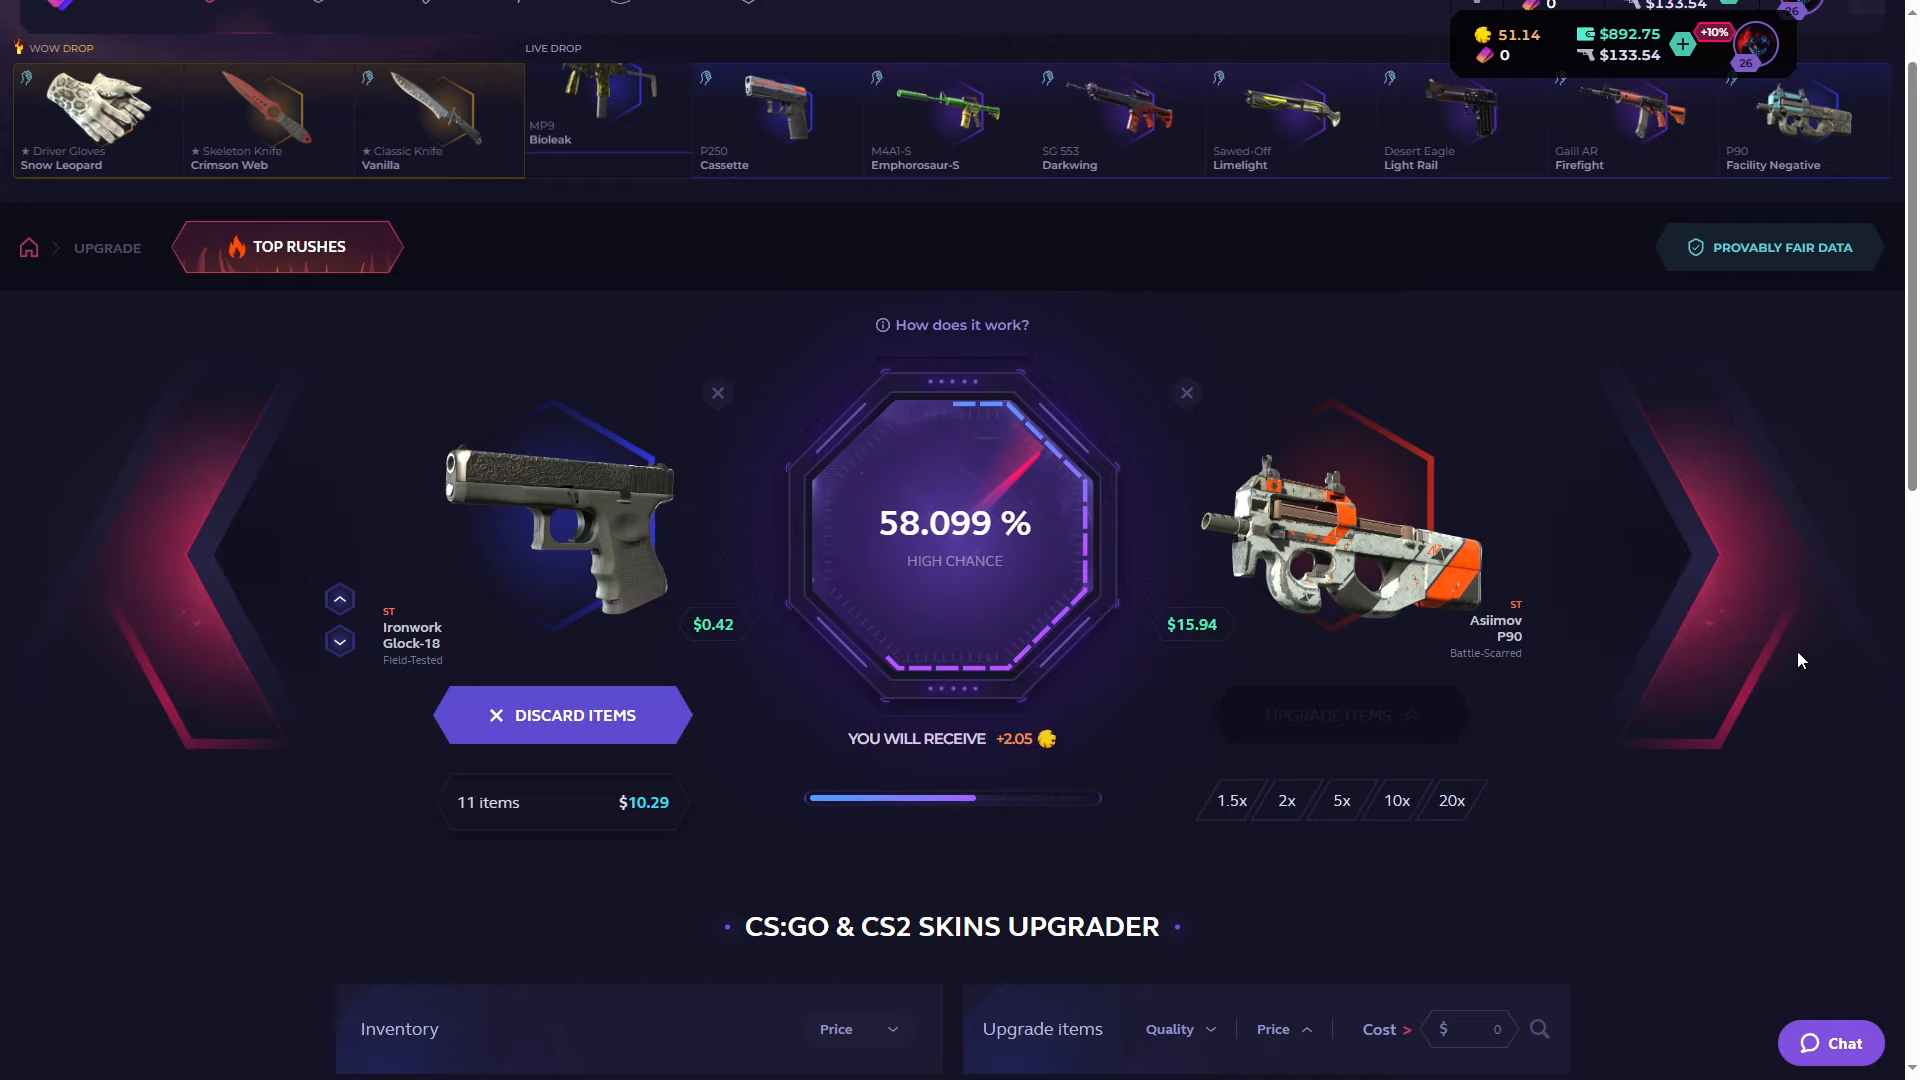 0
$133.54
26
WOW DROP
LIVE DROP
51.14
$892.75
+10%
0
$133.54
26
★ Driver Gloves
Snow Leopard
★ Skeleton Knife
Crimson Web
★ Classic Knife
Vanilla
MP9
Bioleak
P250
Cassette
M4A1-S
Emphorosaur-S
SG 553
Darkwing
Sawed-Off
Limelight
Desert Eagle
Light Rail
Galil AR
Firefight
P90
Facility Negative
UPGRADE
TOP RUSHES
PROVABLY FAIR DATA
How does it work?
58.099 %
HIGH CHANCE
ST
Ironwork
Glock-18
Field-Tested
$0.42
$15.94
ST
Asiimov
P90
Battle-Scarred
DISCARD ITEMS
UPGRADE ITEMS
YOU WILL RECEIVE +2.05
11 items
$10.29
1.5x
2x
5x
10x
20x
• CS:GO & CS2 SKINS UPGRADER •
Inventory
Price
Upgrade items
Quality
Price
Cost >
$ 0
Chat